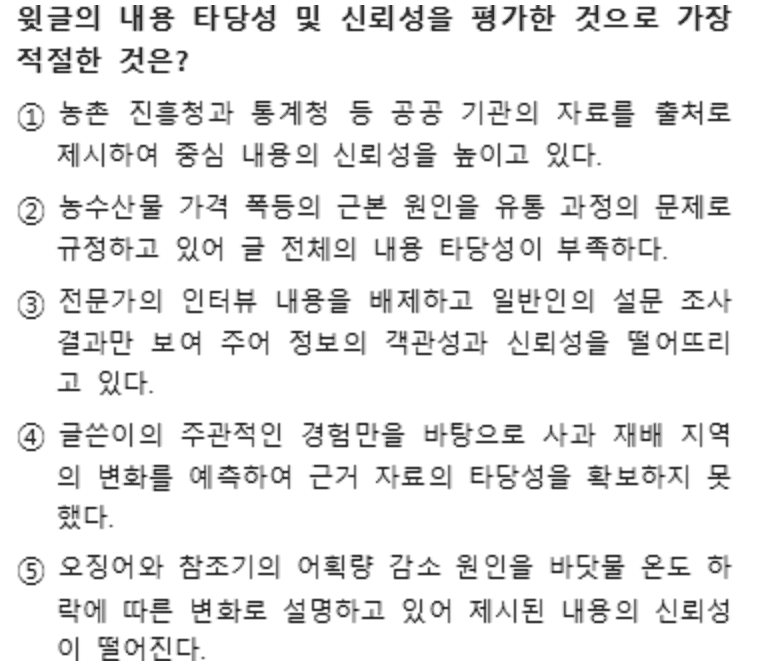 윗글의 내용 타당성 및 신뢰성을 평가한 것으로 가장
적절한 것은?
① 농촌 진흥청과 통계청 등 공공 기관의 자료를 출처로
제시하여 중심 내용의 신뢰성을 높이고 있다.
② 농수산물 가격 폭등의 근본 원인을 유통 과정의 문제로
규정하고 있어 글 전체의 내용 타당성이 부족하다.
③ 전문가의 인터뷰 내용을 배제하고 일반인의 설문 조사
결과만 보여 주어 정보의 객관성과 신뢰성을 떨어뜨리
고 있다.
④ 글쓴이의 주관적인 경험만을 바탕으로 사과 재배 지역
의 변화를 예측하여 근거 자료의 타당성을 확보하지 못
했다.
⑤ 오징어와 참조기의 어획량 감소 원인을 바닷물 온도 하
락에 따른 변화로 설명하고 있어 제시된 내용의 신뢰성
이 떨어진다.